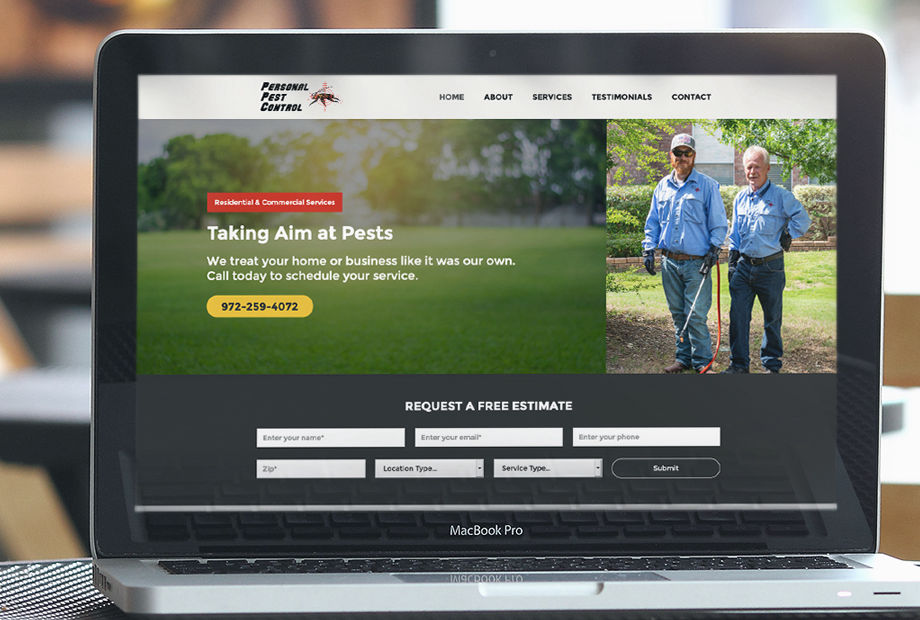 PERSONAL
PEST
CONTROL
HOME ABOUT SERVICES TESTIMONIALS CONTACT
Residential & Commercial Services
Taking Aim at Pests
We treat your home or business like it was our own.
Call today to schedule your service.
972-259-4072
REQUEST A FREE ESTIMATE
Enter your name* Enter your email* Enter your phone
Zip* Location Type... Service Type... Submit
MacBook Pro